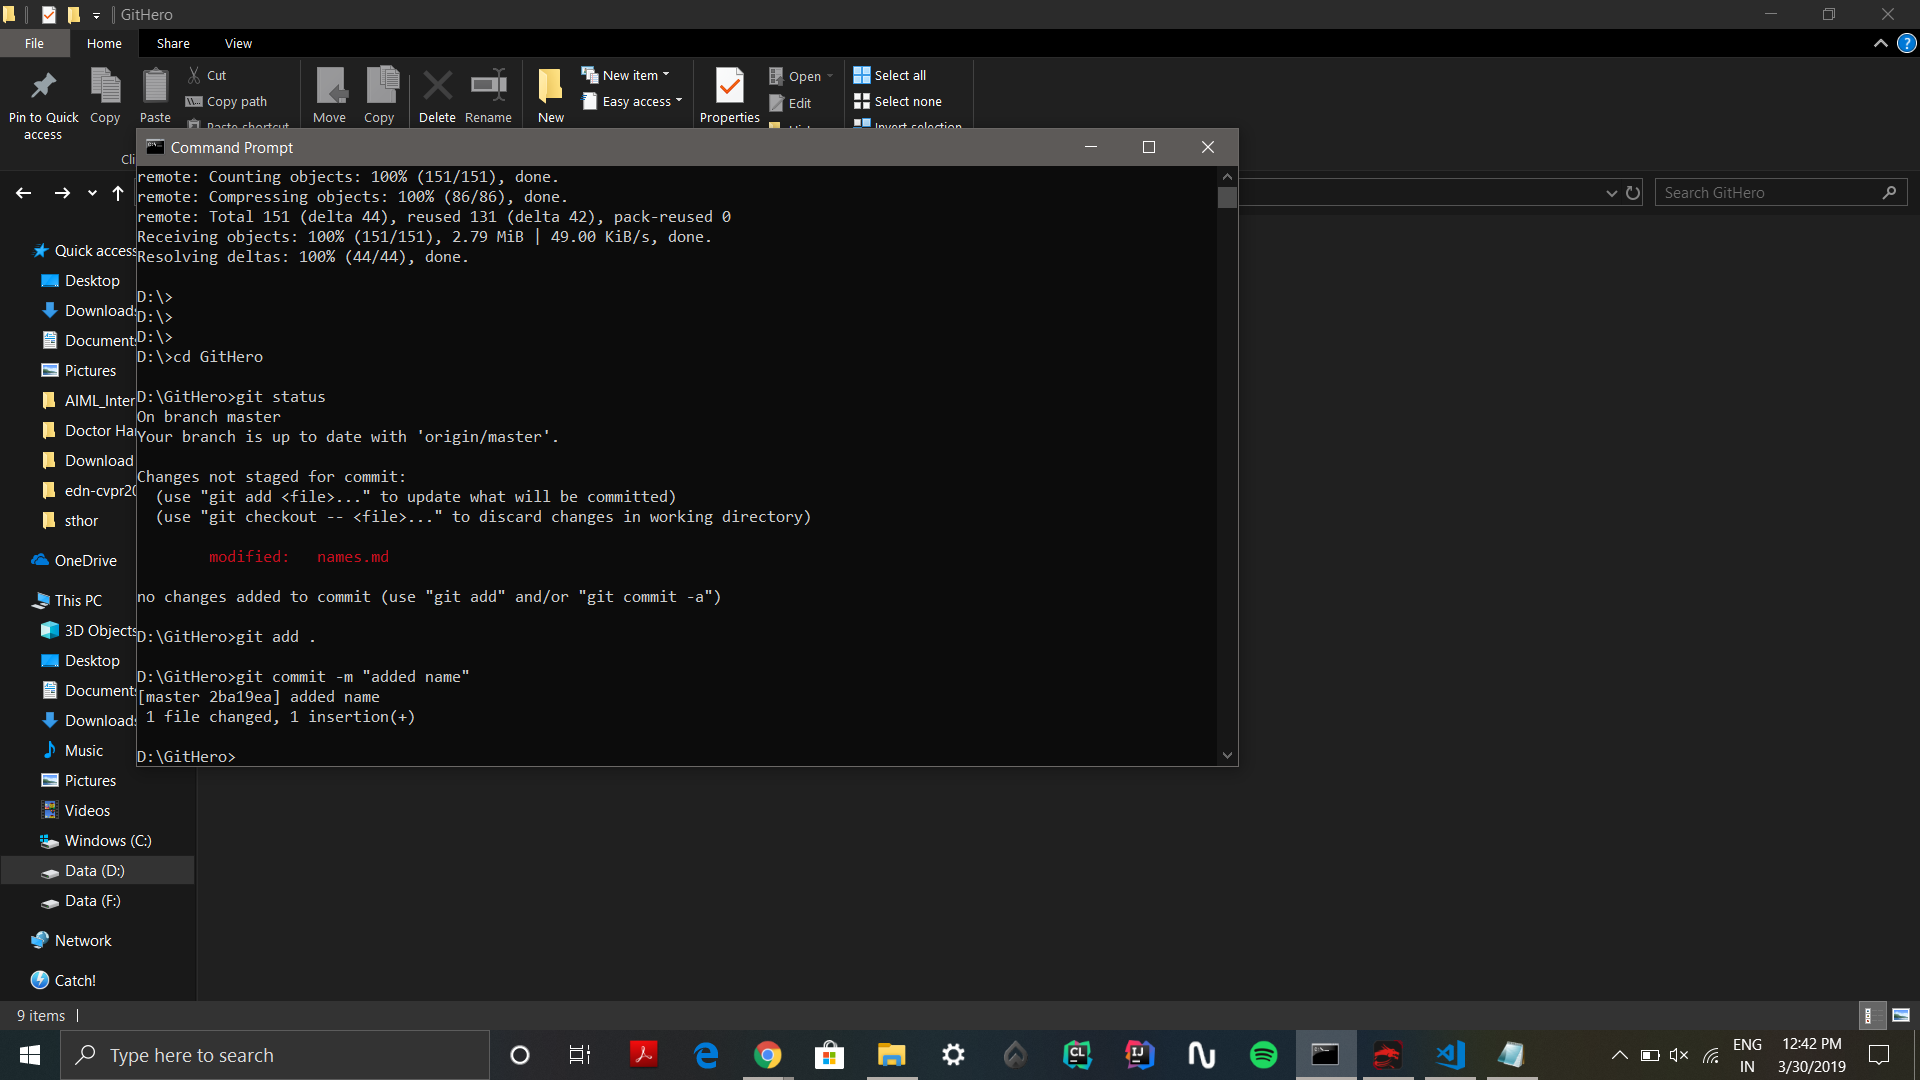 GitHero
File Home Share View
Pin to Quick access
Copy
Paste
Cut
Copy path
Paste shortcut
Move
Copy
Delete
Rename
New
New item
Easy access
Properties
Open
Edit
Select all
Select none
Invert selection
Cli
Command Prompt
Search GitHero
remote: Counting objects: 100% (151/151), done.
remote: Compressing objects: 100% (86/86), done.
remote: Total 151 (delta 44), reused 131 (delta 42), pack-reused 0
Receiving objects: 100% (151/151), 2.79 MiB | 49.00 KiB/s, done.
Resolving deltas: 100% (44/44), done.
D:\>
D:\>
D:\>
D:\>cd GitHero
D:\GitHero>git status
On branch master
Your branch is up to date with 'origin/master'.
Changes not staged for commit:
(use "git add <file>..." to update what will be committed)
(use "git checkout -- <file>..." to discard changes in working directory)
modified: names.md
no changes added to commit (use "git add" and/or "git commit -a")
D:\GitHero>git add .
D:\GitHero>git commit -m "added name"
[master 2ba19ea] added name
1 file changed, 1 insertion(+)
D:\GitHero>
Quick access
Desktop
Downloads
Documents
Pictures
AIML_Inter
Doctor Ha
Download
edn-cvpr20
sthor
OneDrive
This PC
3D Objects
Desktop
Documents
Downloads
Music
Pictures
Videos
Windows (C:)
Data (D:)
Data (F:)
Network
Catch!
9 items
Type here to search
CL
IJ
ENG
IN
12:42 PM
3/30/2019